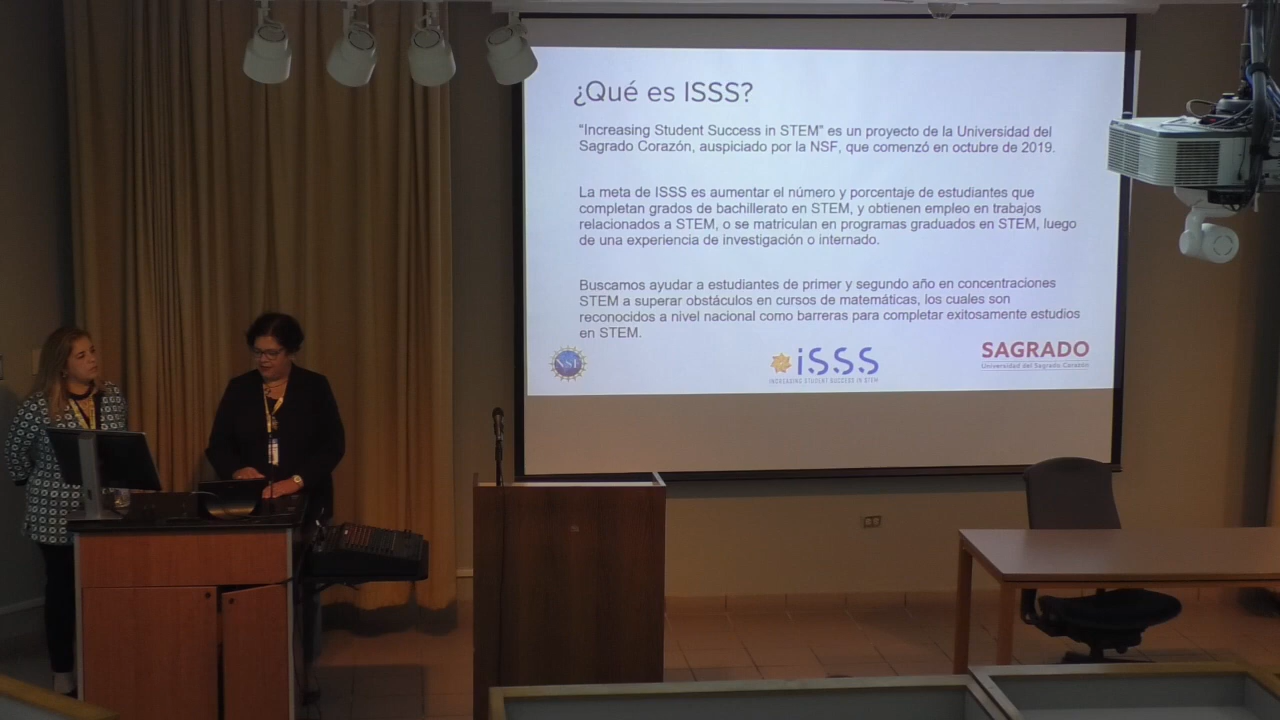 ¿Qué es ISSS?
“Increasing Student Success in STEM” es un proyecto de la Universidad del
Sagrado Corazón, auspiciado por la NSF, que comenzó en octubre de 2019.
La meta de ISSS es aumentar el número y porcentaje de estudiantes que
completan grados de bachillerato en STEM, y obtienen empleo en trabajos
relacionados a STEM, o se matriculan en programas graduados en STEM, luego
de una experiencia de investigación o internado.
Buscamos ayudar a estudiantes de primer y segundo año en concentraciones
STEM a superar obstáculos en cursos de matemáticas, los cuales son
reconocidos a nivel nacional como barreras para completar exitosamente estudios
en STEM.
NSF
iSSS
INCREASING STUDENT SUCCESS IN STEM
SAGRADO
Universidad del Sagrado Corazón